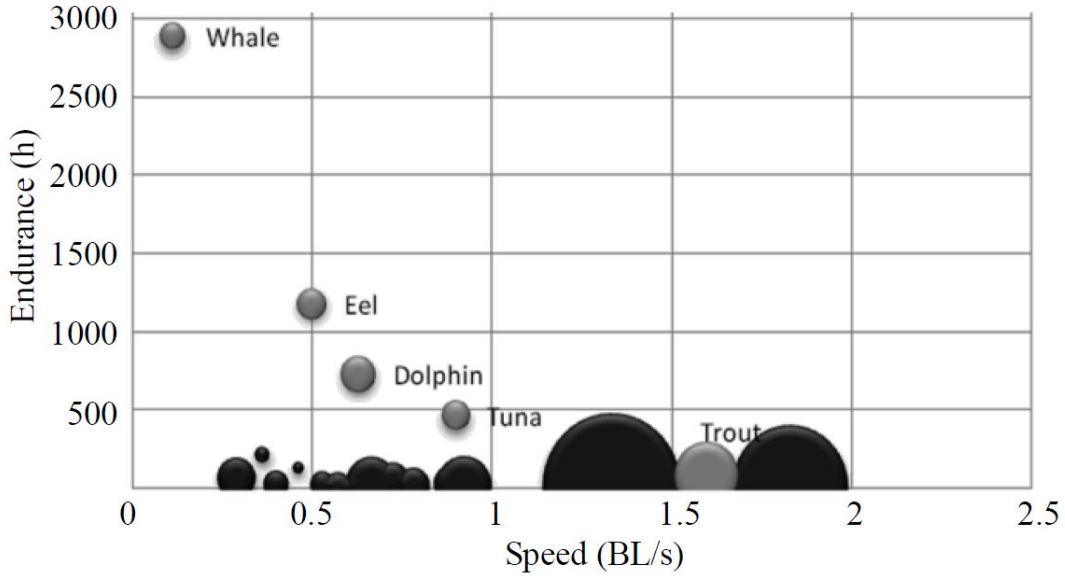 3000
Whale
2500
2000
1500
Eel
1000
Dolphin
500
Tuna
Trout
Endurance (h)
0 0.5 1 1.5 2 2.5
Speed (BL/s)